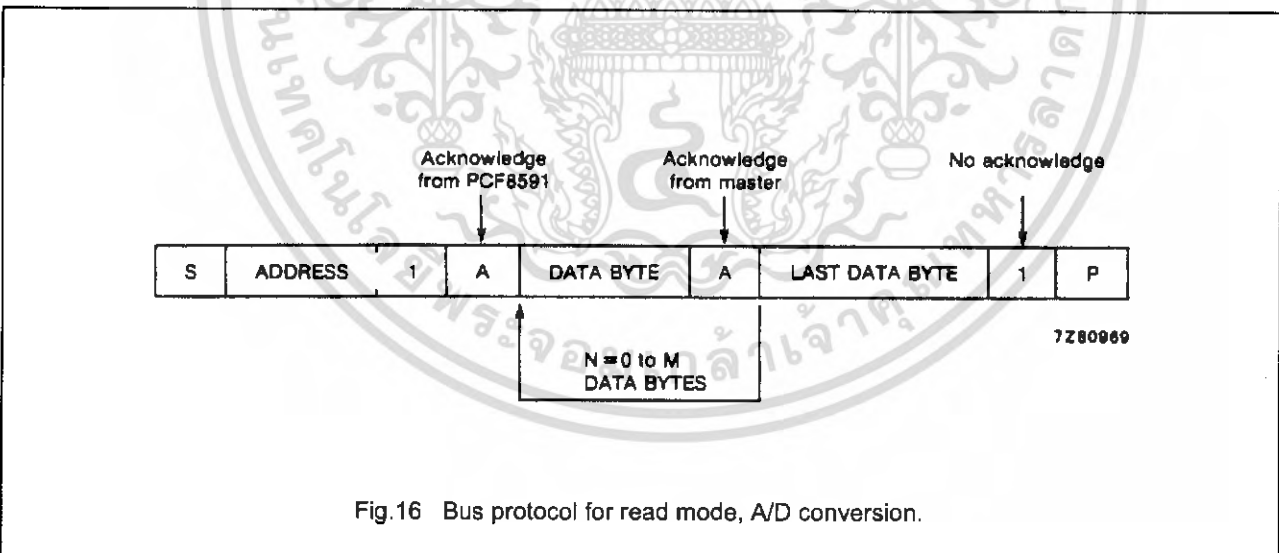 Acknowledge
from PCF8591
Acknowledge
from master
No acknowledge
S ADDRESS 1 A DATA BYTE A LAST DATA BYTE 1 P
7Z80969
N = 0 to M
DATA BYTES
Fig.16 Bus protocol for read mode, A/D conversion.